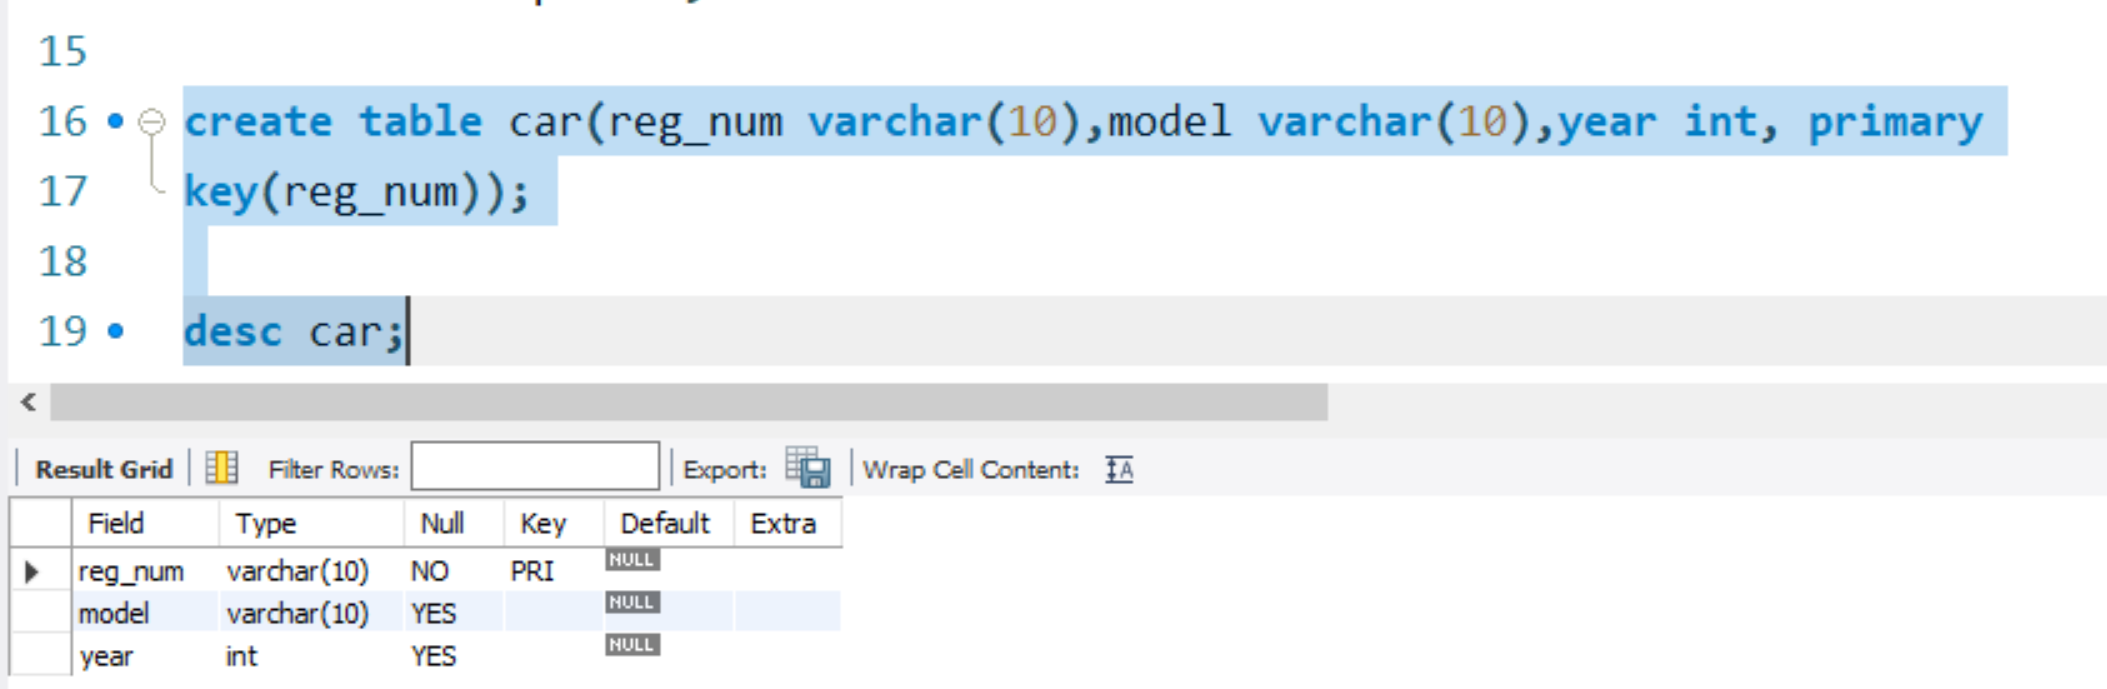 15
16 create table car(reg_num varchar(10),model varchar(10),year int, primary
17 key(reg_num));
18
19 desc car;
Result Grid Filter Rows: Export: Wrap Cell Content: A
Field Type Null Key Default Extra
reg_num varchar(10) NO PRI NULL
model varchar(10) YES NULL
year int YES NULL